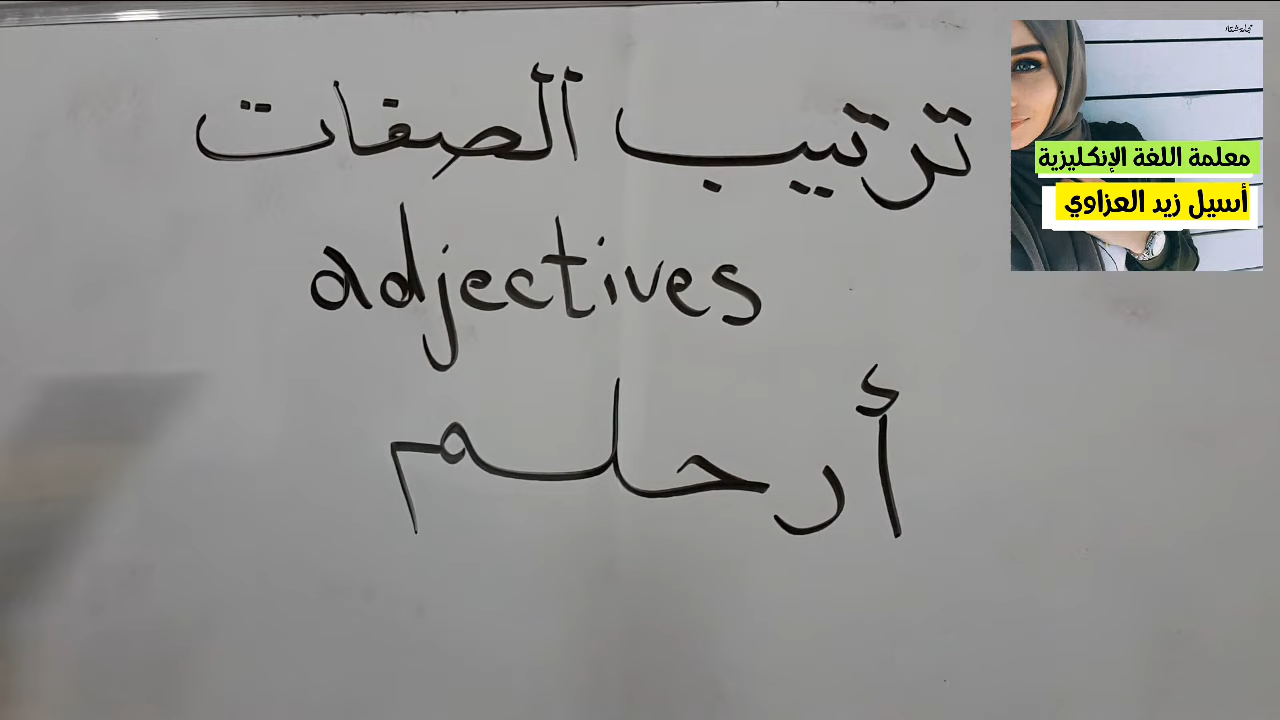 ترتيب الصفات
adjectives
أرحلم
معلمة اللغة الإنكليزية
أسيل زيد العزاوي